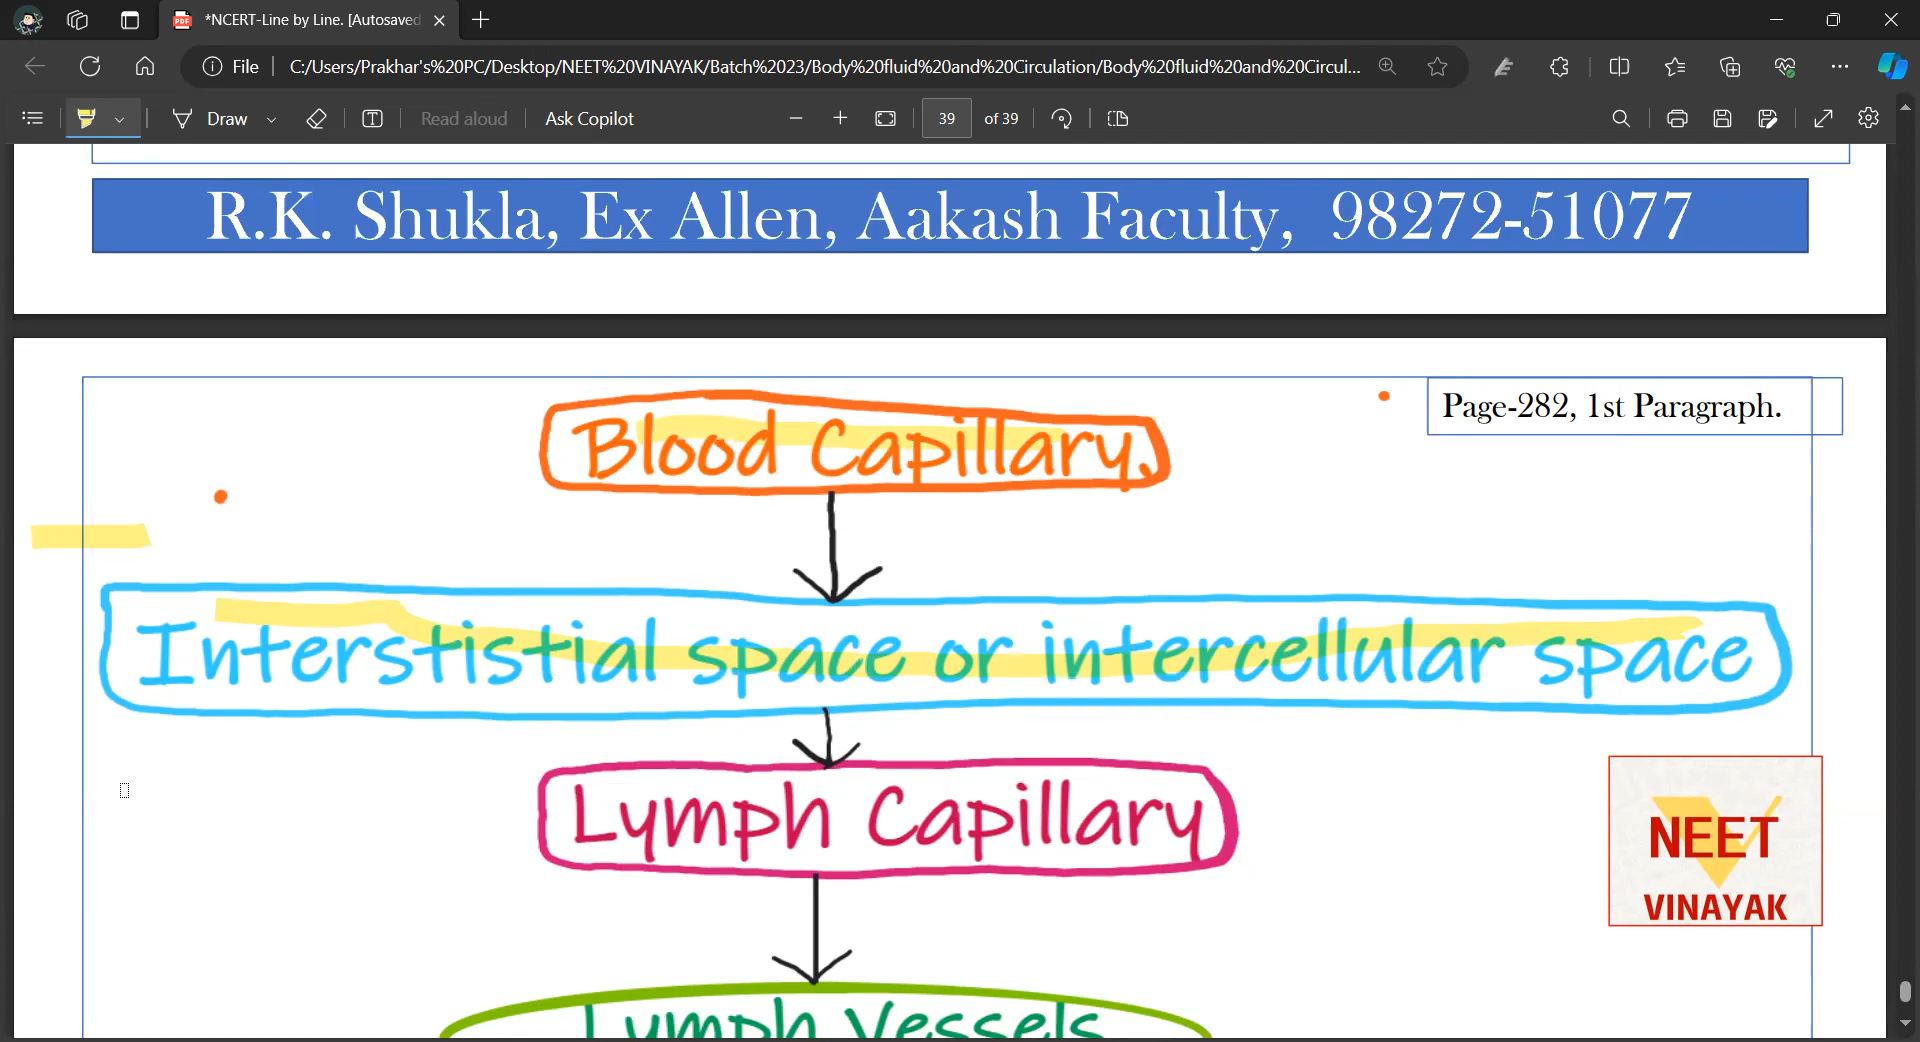 *NCERT-Line by Line. [Autosaved
File
C:/Users/Prakhar's%20PC/Desktop/NEET%20VINAYAK/Batch%2023/Body%20fluid%20and%20Circulation/Body%20fluid%20and%20Circul...
Draw
Read aloud
Ask Copilot
39 of 39
R.K. Shukla, Ex Allen, Aakash Faculty, 98272-51077
Page-282, 1st Paragraph.
Blood Capillary.
Interstistial space or intercellular space
Lymph Capillary
NEET
VINAYAK
Lymph Vessels